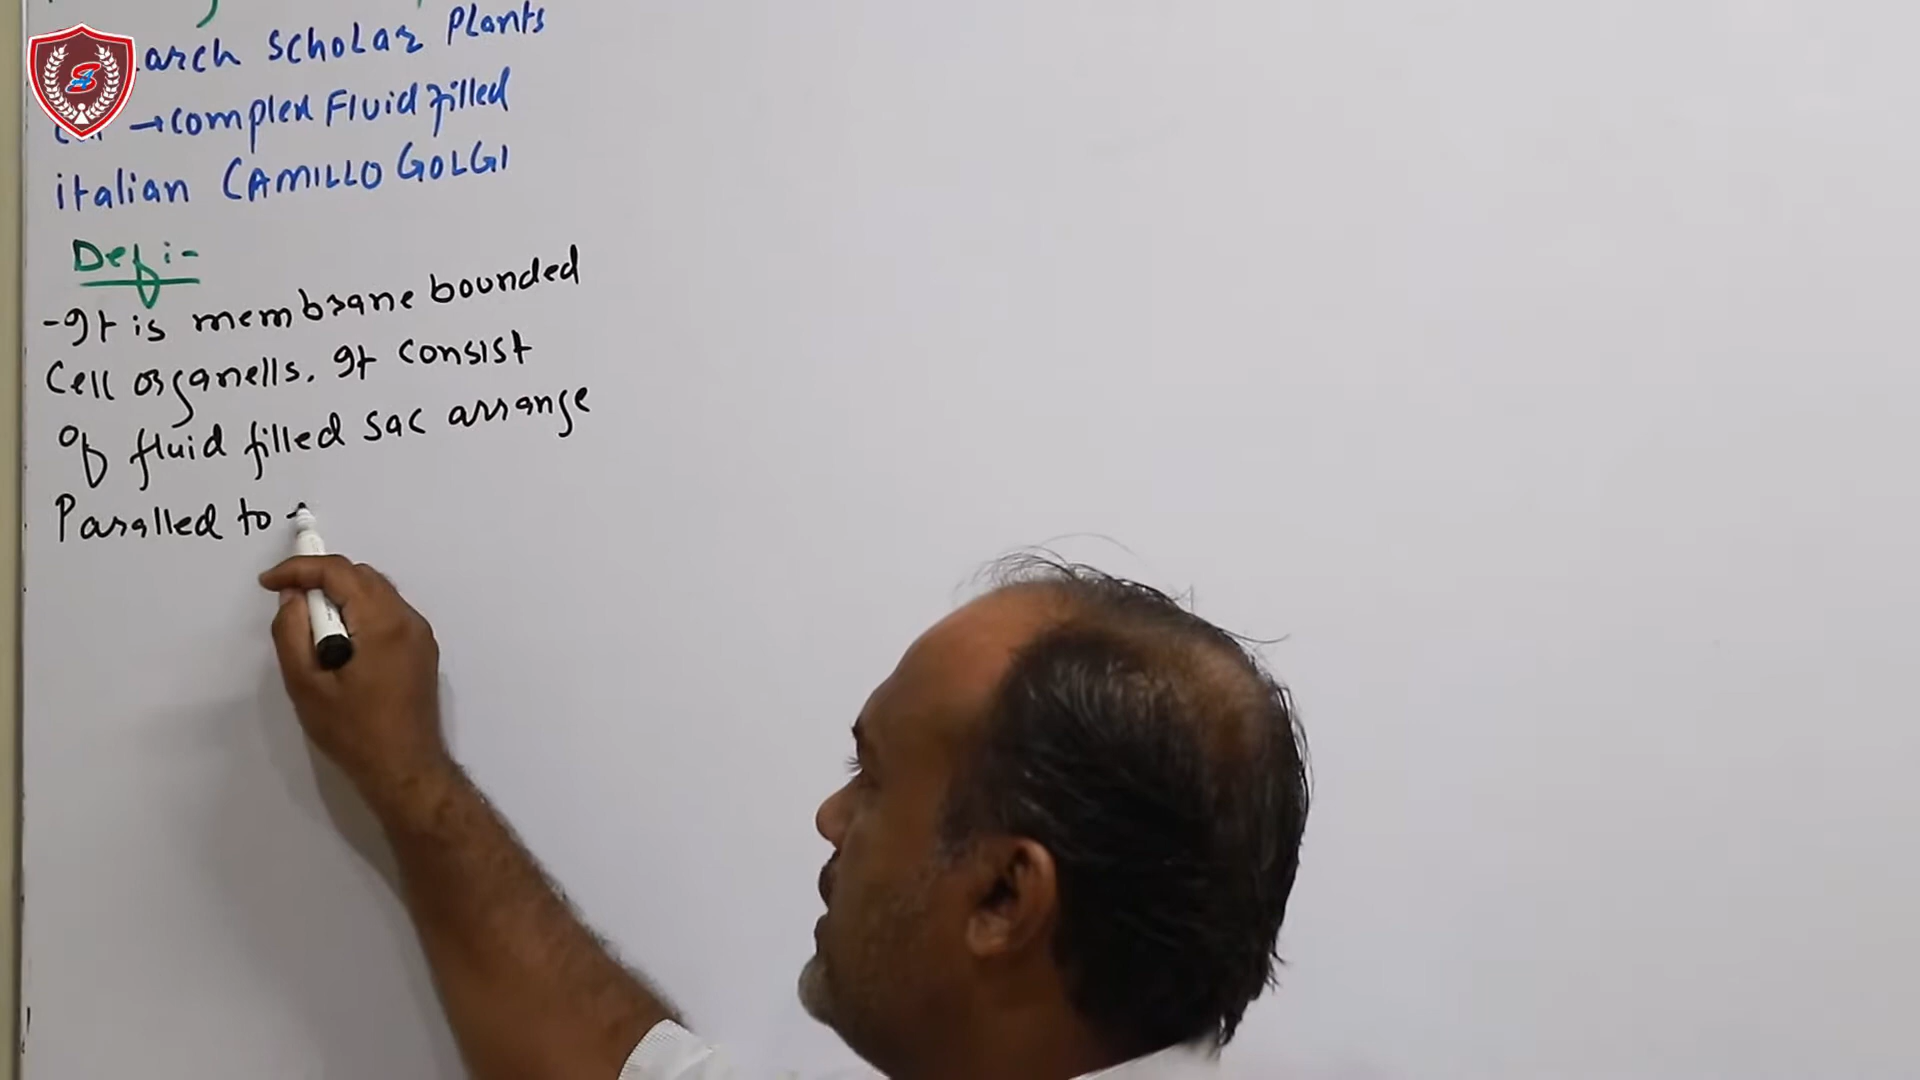 arch scholar Plants
→ complex Fluid filled
italian CAMILLO GOLGI
Defi-
-It is membrane bounded
Cell organells. It consist
of fluid filled sac arrange
Paralled to